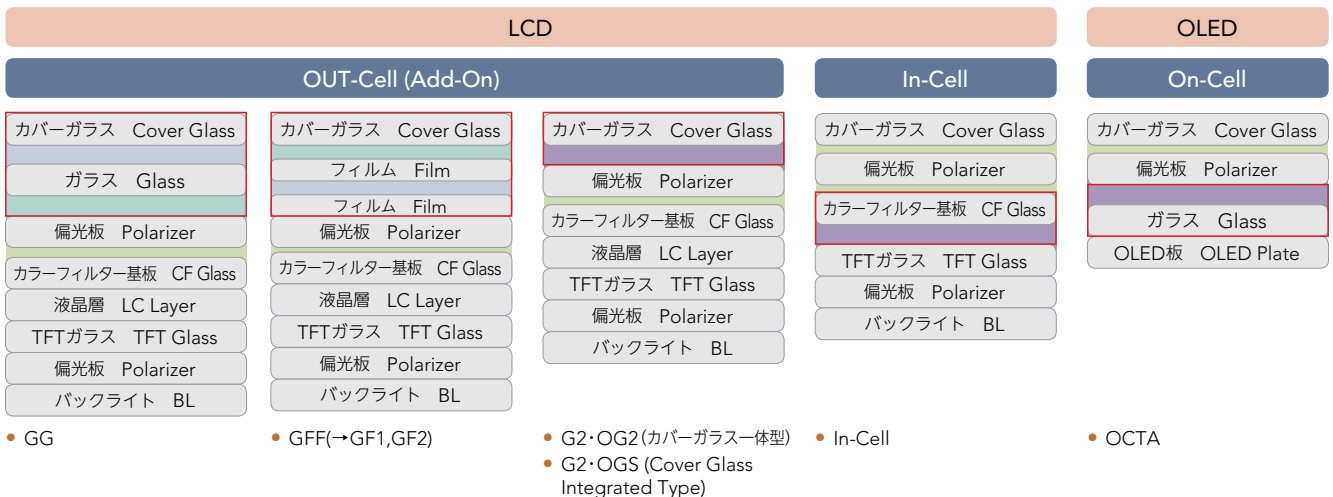 LCD
OLED
OUT-Cell (Add-On)
In-Cell
On-Cell
カバーガラス Cover Glass
ガラス Glass
偏光板 Polarizer
カラーフィルター基板 CF Glass
液晶層 LC Layer
TFTガラス TFT Glass
偏光板 Polarizer
バックライト BL
• GG
カバーガラス Cover Glass
フィルム Film
フィルム Film
偏光板 Polarizer
カラーフィルター基板 CF Glass
液晶層 LC Layer
TFTガラス TFT Glass
偏光板 Polarizer
バックライト BL
• GFF(→GF1,GF2)
カバーガラス Cover Glass
偏光板 Polarizer
カラーフィルター基板 CF Glass
液晶層 LC Layer
TFTガラス TFT Glass
偏光板 Polarizer
バックライト BL
• G2・OG2(カバーガラス一体型)
• G2・OGS (Cover Glass
Integrated Type)
カバーガラス Cover Glass
偏光板 Polarizer
カラーフィルター基板 CF Glass
TFTガラス TFT Glass
偏光板 Polarizer
バックライト BL
• In-Cell
カバーガラス Cover Glass
偏光板 Polarizer
ガラス Glass
OLED板 OLED Plate
• OCTA